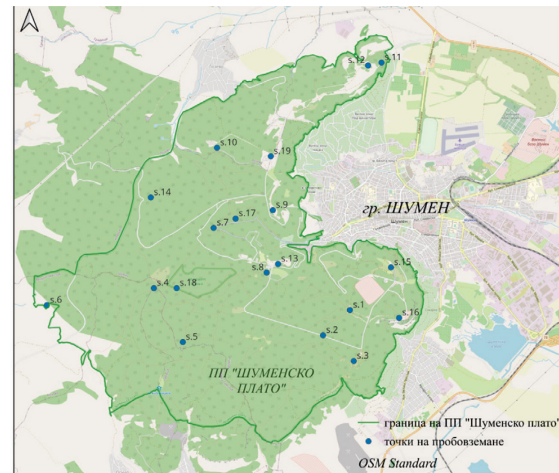 s.12
s.11
s.10
s.19
s.14
s.9
s.17
s.7
гр. ШУМЕН
s.13
s.15
s.8
s.4
s.18
s.6
s.1
s.16
s.2
s.5
s.3
ПП "ШУМЕНСКО
ПЛАТО"
граница на ПП "Шуменско плато"
точки на пробовземане
OSM Standard